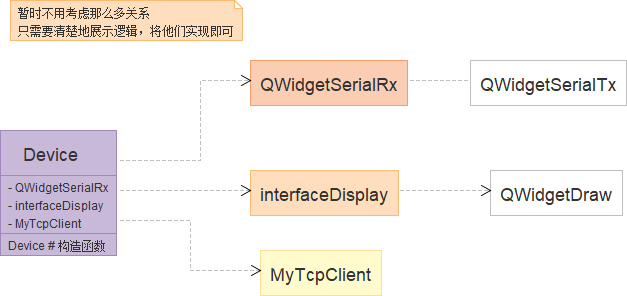 暂时不用考虑那么多关系
只需要清楚地展示逻辑，将他们实现即可
QWidgetSerialRx
QWidgetSerialTx
Device
- QWidgetSerialRx
- interfaceDisplay
- MyTcpClient
Device # 构造函数
interfaceDisplay
QWidgetDraw
MyTcpClient